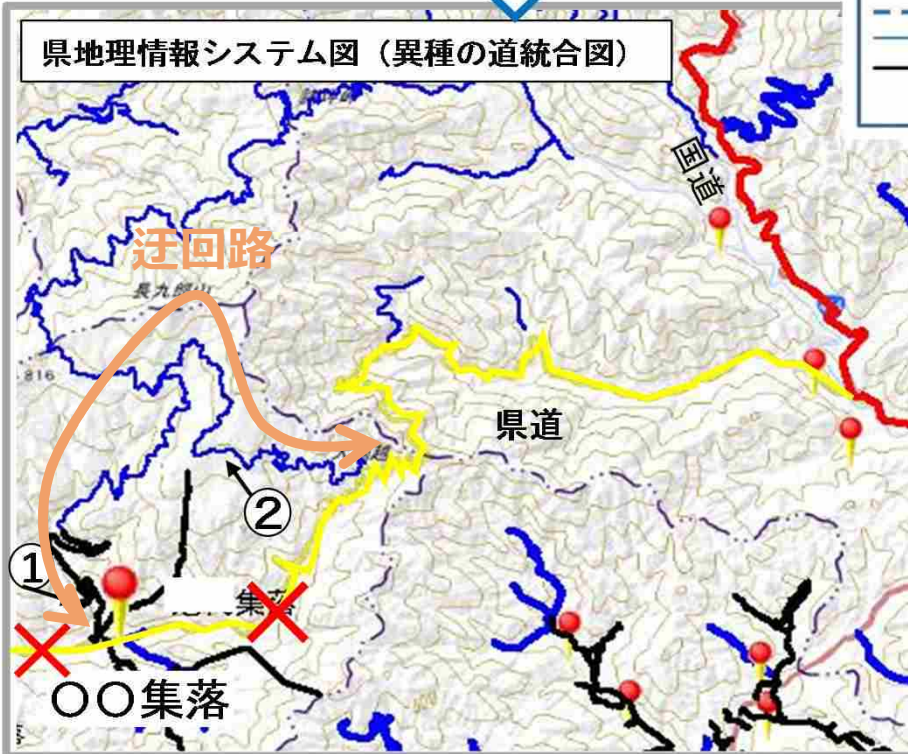 県地理情報システム図（異種の道統合図）
国道
迂回路
長九郎山
816
県道
②
①
集落
〇〇集落